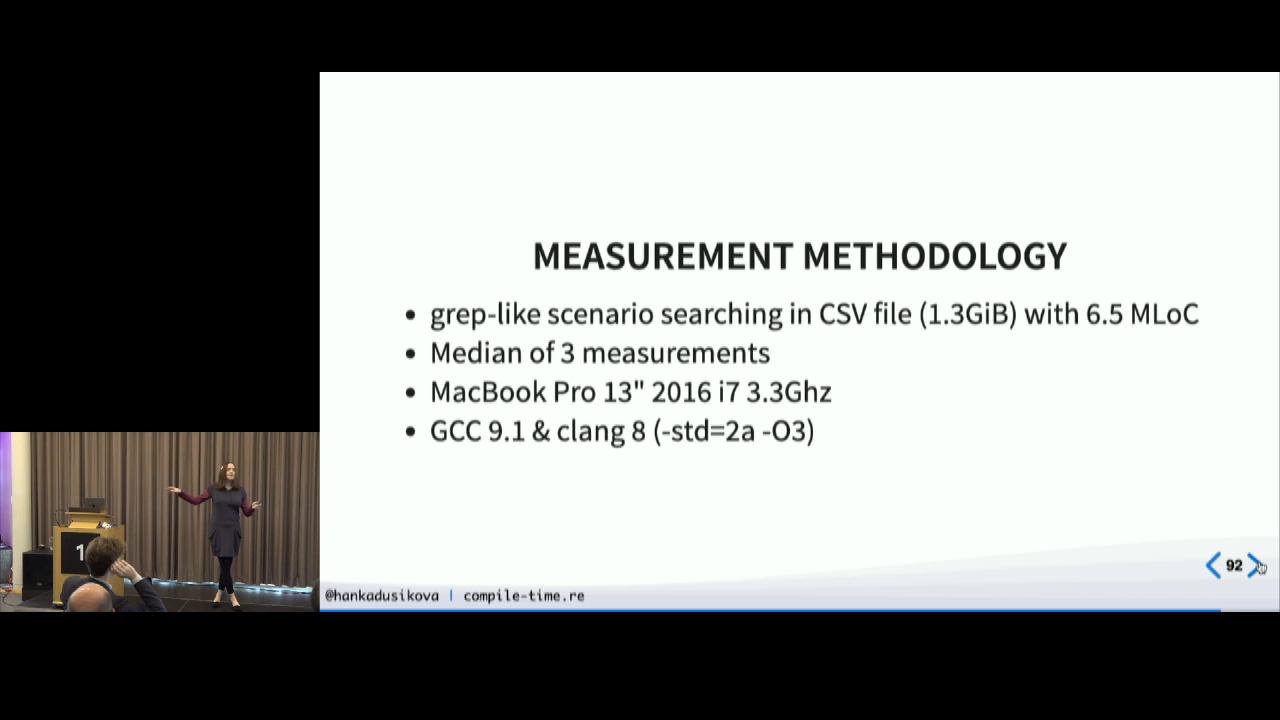 MEASUREMENT METHODOLOGY
• grep-like scenario searching in CSV file (1.3GiB) with 6.5 MLoC
• Median of 3 measurements
• MacBook Pro 13" 2016 i7 3.3Ghz
• GCC 9.1 & clang 8 (-std=2a -O3)
92
@hankadusikova | compile-time.re
1